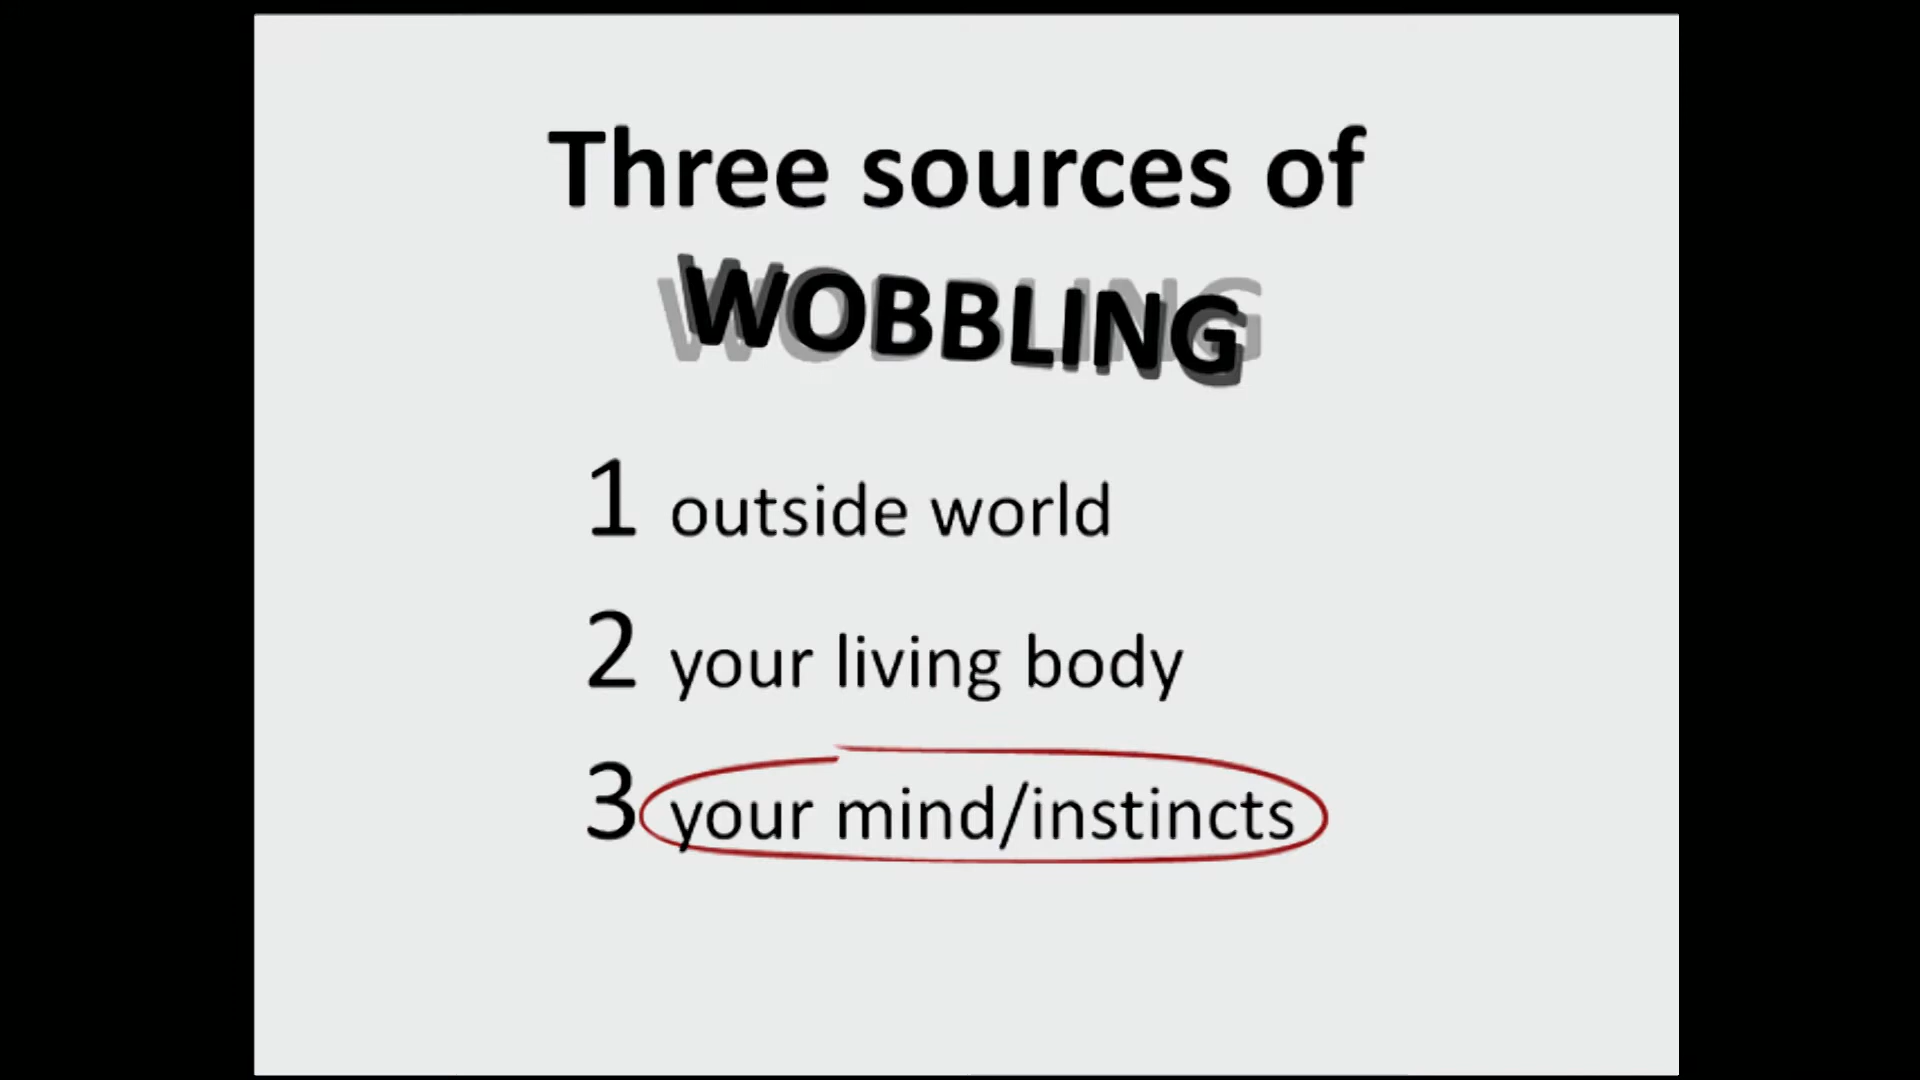 Three sources of
WOBBLING
1 outside world
2 your living body
3 your mind/instincts